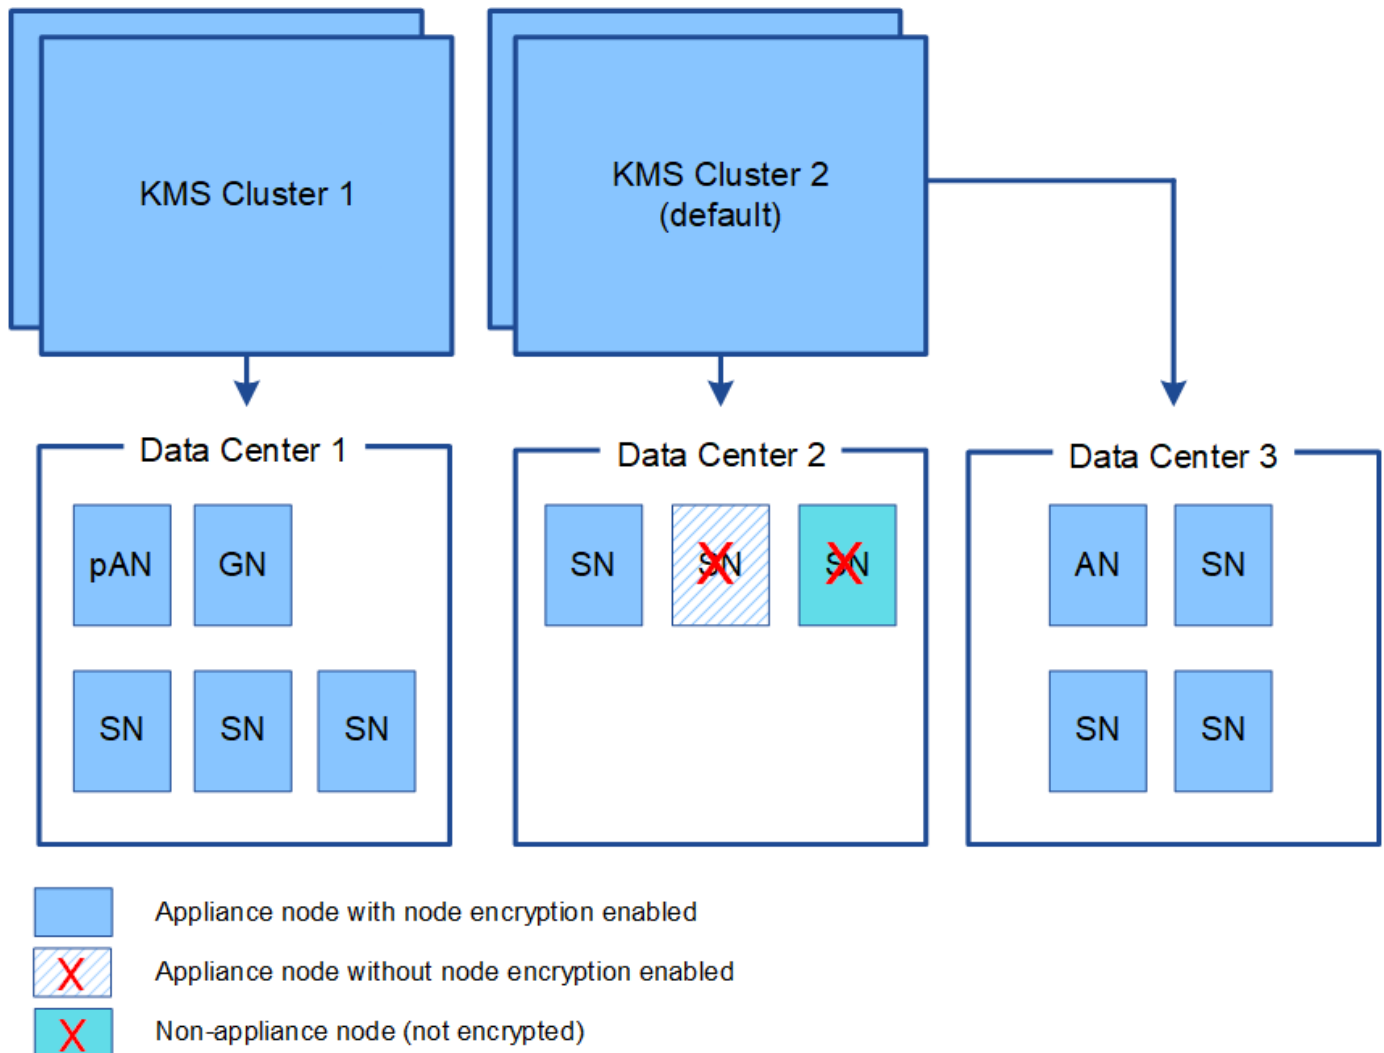 KMS Cluster 1
KMS Cluster 2
(default)
Data Center 1
Data Center 2
Data Center 3
pAN
GN
SN
SN
SN
SN
SN
SN
AN
SN
SN
SN
Appliance node with node encryption enabled
X
Appliance node without node encryption enabled
X
Non-appliance node (not encrypted)